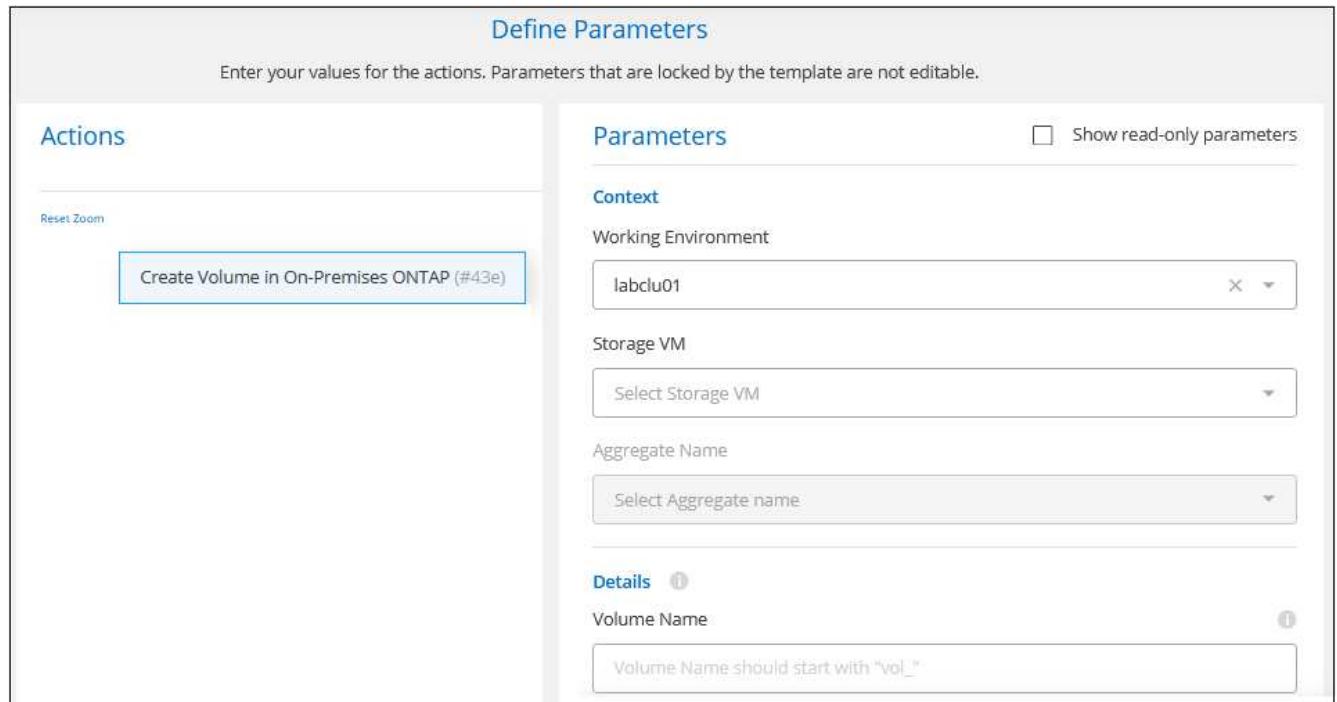 Define Parameters
Enter your values for the actions. Parameters that are locked by the template are not editable.
Actions
Reset Zoom
Create Volume in On-Premises ONTAP (#43e)
Parameters
Show read-only parameters
Context
Working Environment
labclu01
Storage VM
Select Storage VM
Aggregate Name
Select Aggregate name
Details
Volume Name
Volume Name should start with "vol_"